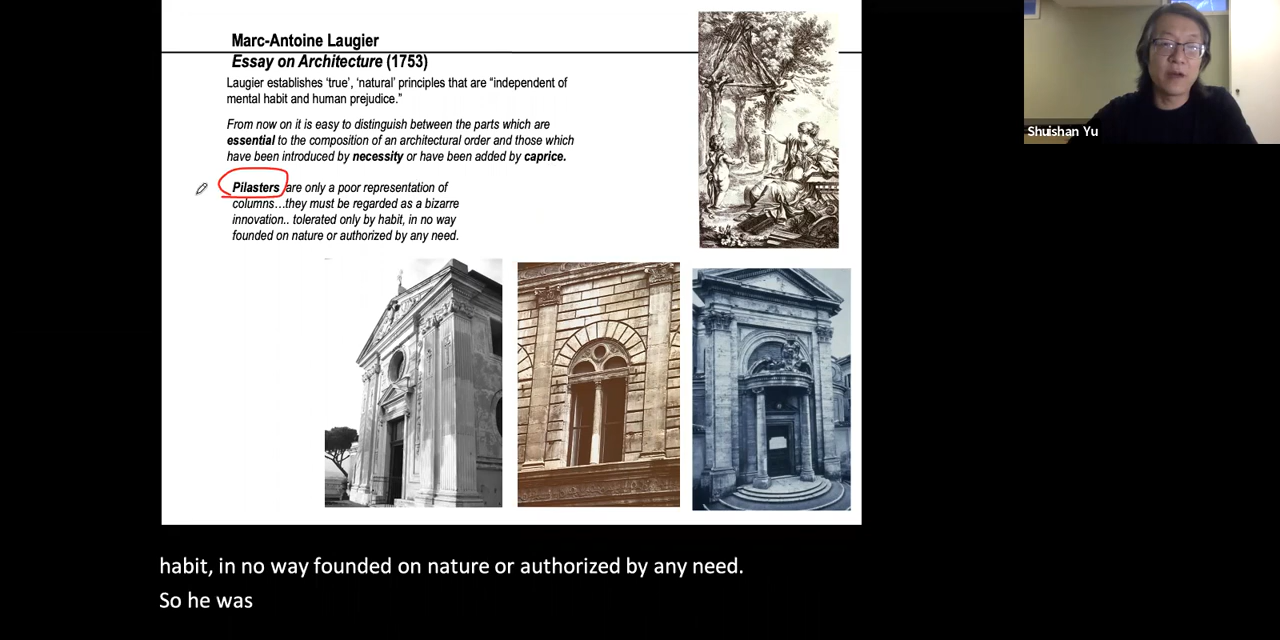 Marc-Antoine Laugier
Essay on Architecture (1753)
Laugier establishes ‘true’, ‘natural’ principles that are “independent of
mental habit and human prejudice.”
From now on it is easy to distinguish between the parts which are
essential to the composition of an architectural order and those which
have been introduced by necessity or have been added by caprice.
Pilasters are only a poor representation of
columns…they must be regarded as a bizarre
innovation.. tolerated only by habit, in no way
founded on nature or authorized by any need.
Shuishan Yu
habit, in no way founded on nature or authorized by any need.
So he was